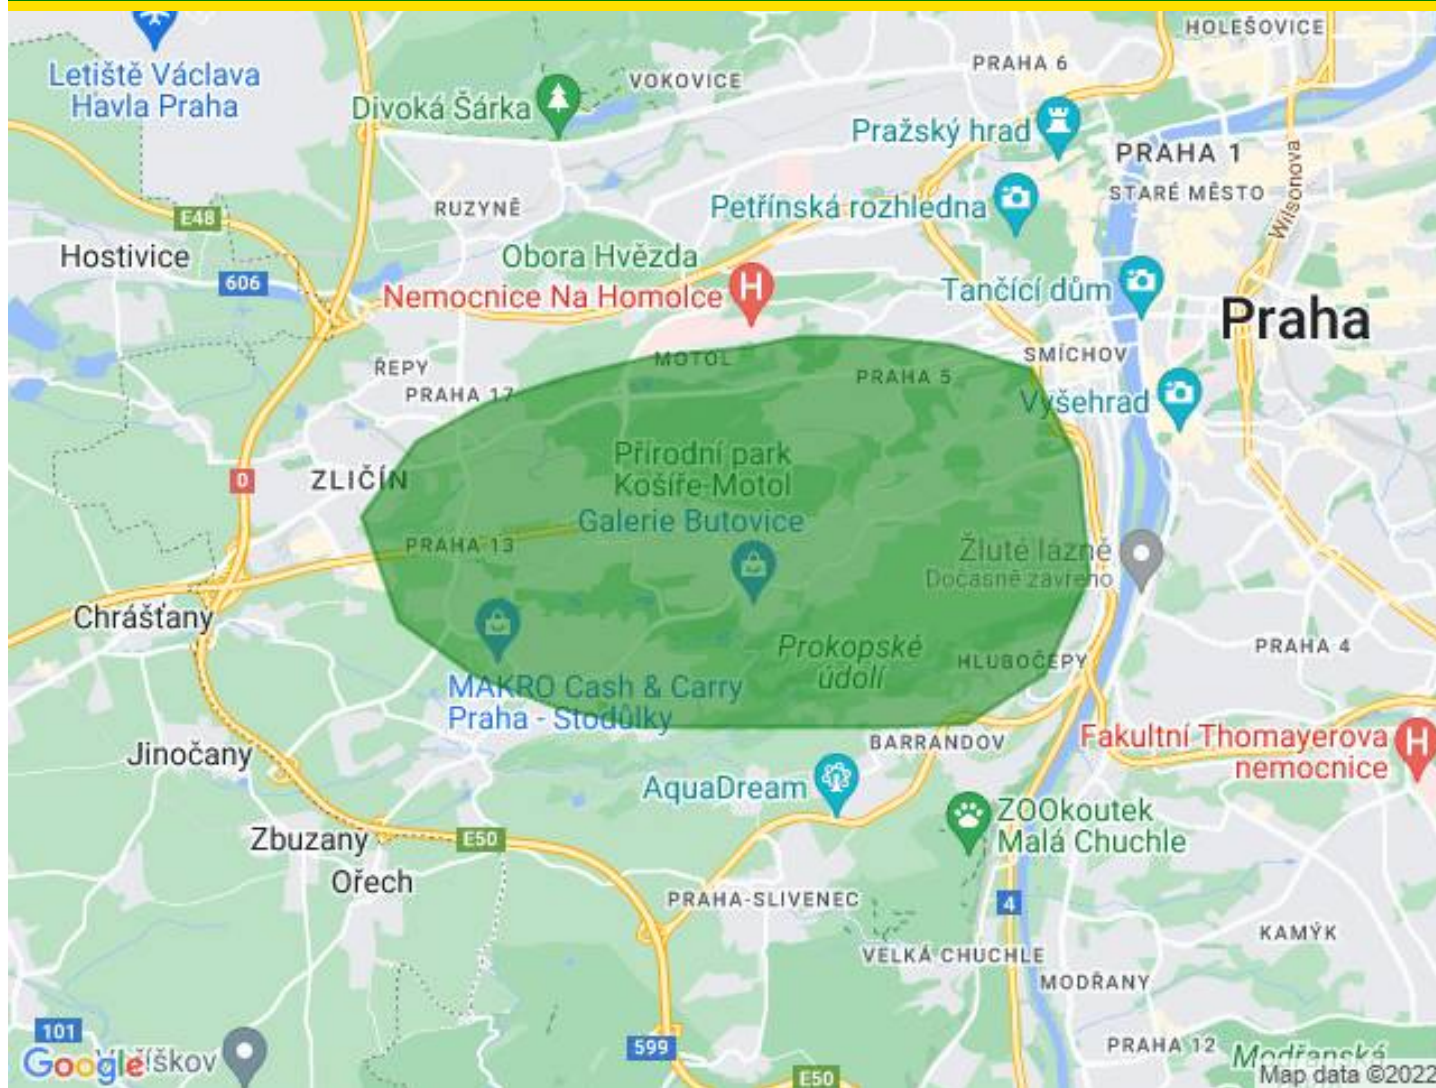 HOLEŠOVICE
PRAHA 6
Letiště Václava
Havla Praha
VOKOVICE
Divoká Šárka
Pražský hrad
PRAHA 1
STARÉ MĚSTO
Wilsonova
RUZYNĚ
Petřínská rozhledna
E48
Hostivice
Obora Hvězda
606
Nemocnice Na Homolce
Tančící dům
Praha
MOTOL
SMÍCHOV
ŘEPY
PRAHA 5
PRAHA 17
Vyšehrad
Přírodní park
Košíře-Motol
ZLIČÍN
0
Galerie Butovice
PRAHA 13
Žluté lázně
Dočasně zavřeno
Chrášťany
Prokopské
údolí
HLUBOČEPY
PRAHA 4
MAKRO Cash & Carry
Praha - Stodůlky
Jinočany
BARRANDOV
Fakultní Thomayerova
nemocnice
AquaDream
ZOOkoutek
Malá Chuchle
Zbuzany
E50
Ořech
PRAHA-SLIVENEC
4
KAMÝK
VELKÁ CHUCHLE
MODŘANY
101
599
PRAHA 12
Modřanská
Google
E50
Map data ©2022